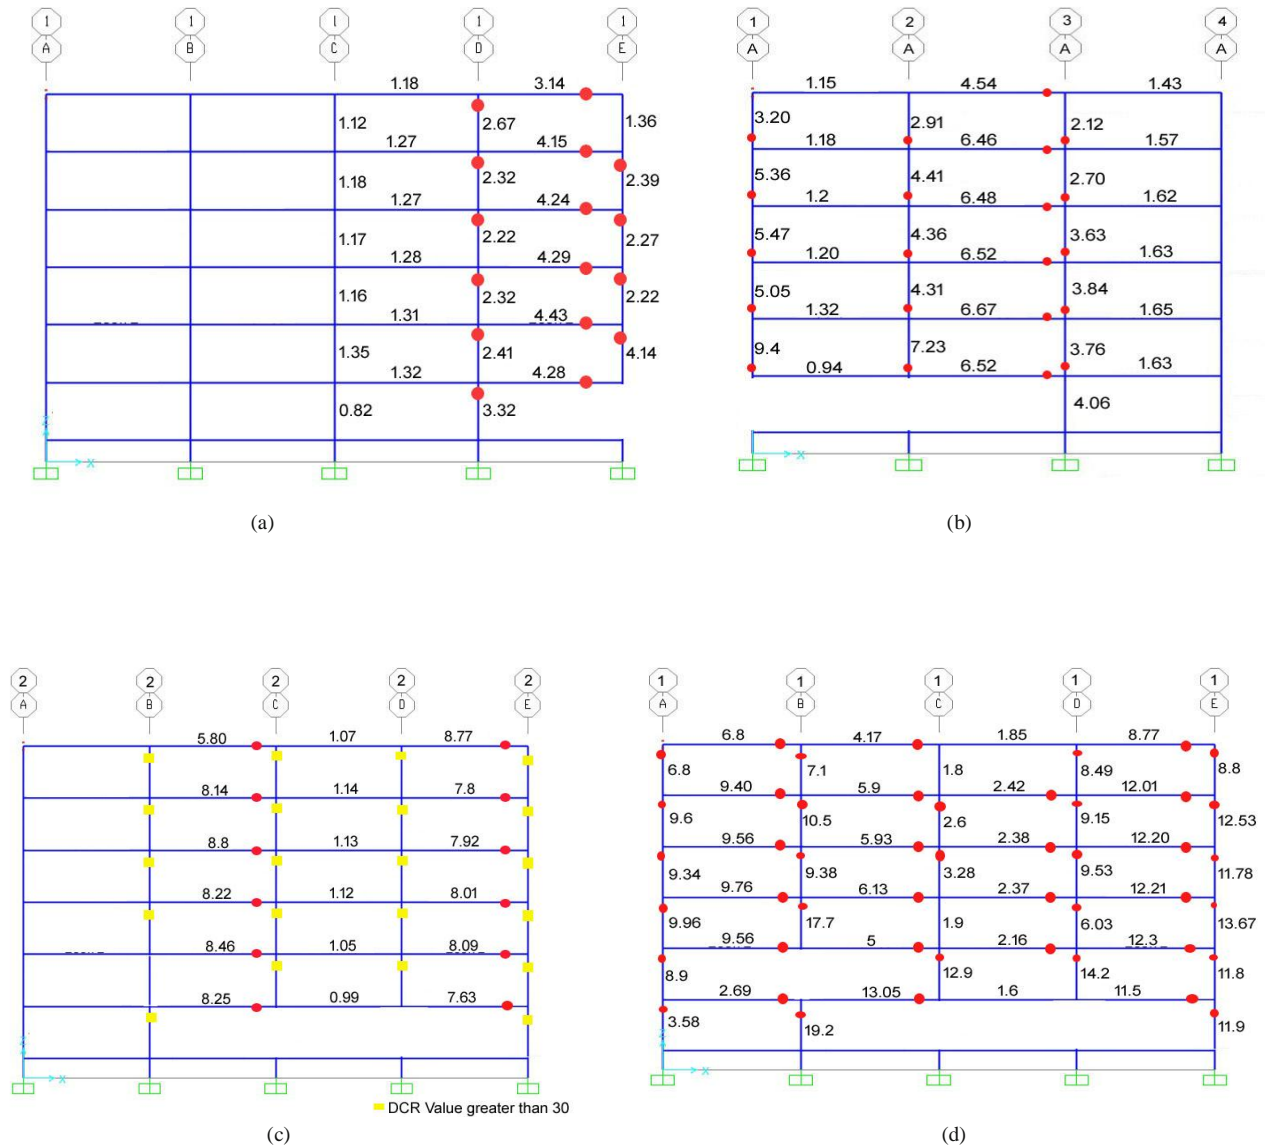 1 1 1 1 1
A B C D E
1.18 3.14
1.12 2.67 1.36
1.27 4.15
1.18 2.32 2.39
1.27 4.24
1.17 2.22 2.27
1.28 4.29
1.16 2.32 2.22
1.31 4.43
1.35 2.41 4.14
1.32 4.28
0.82 3.32
X
(a)
1 2 3 4
A A A A
1.15 4.54 1.43
3.20 2.91 2.12
1.18 6.46 1.57
5.36 4.41 2.70
1.2 6.48 1.62
5.47 4.36 3.63
1.20 6.52 1.63
5.05 4.31 3.84
1.32 6.67 1.65
9.4 7.23 3.76
0.94 6.52 1.63
4.06
X
(b)
2 2 2 2 2
A B C D E
5.80 1.07 8.77
8.14 1.14 7.8
8.8 1.13 7.92
8.22 1.12 8.01
8.46 1.05 8.09
8.25 0.99 7.63
X
DCR Value greater than 30
(c)
1 1 1 1 1
A B C D E
6.8 4.17 1.85 8.77
6.8 7.1 1.8 8.49 8.8
9.40 5.9 2.42 12.01
9.6 10.5 2.6 9.15 12.53
9.56 5.93 2.38 12.20
9.34 9.38 3.28 9.53 11.78
9.76 6.13 2.37 12.21
9.96 17.7 1.9 6.03 13.67
9.56 5 2.16 12.3
8.9 12.9 14.2 11.8
2.69 13.05 1.6 11.5
3.58 19.2 11.9
X
(d)